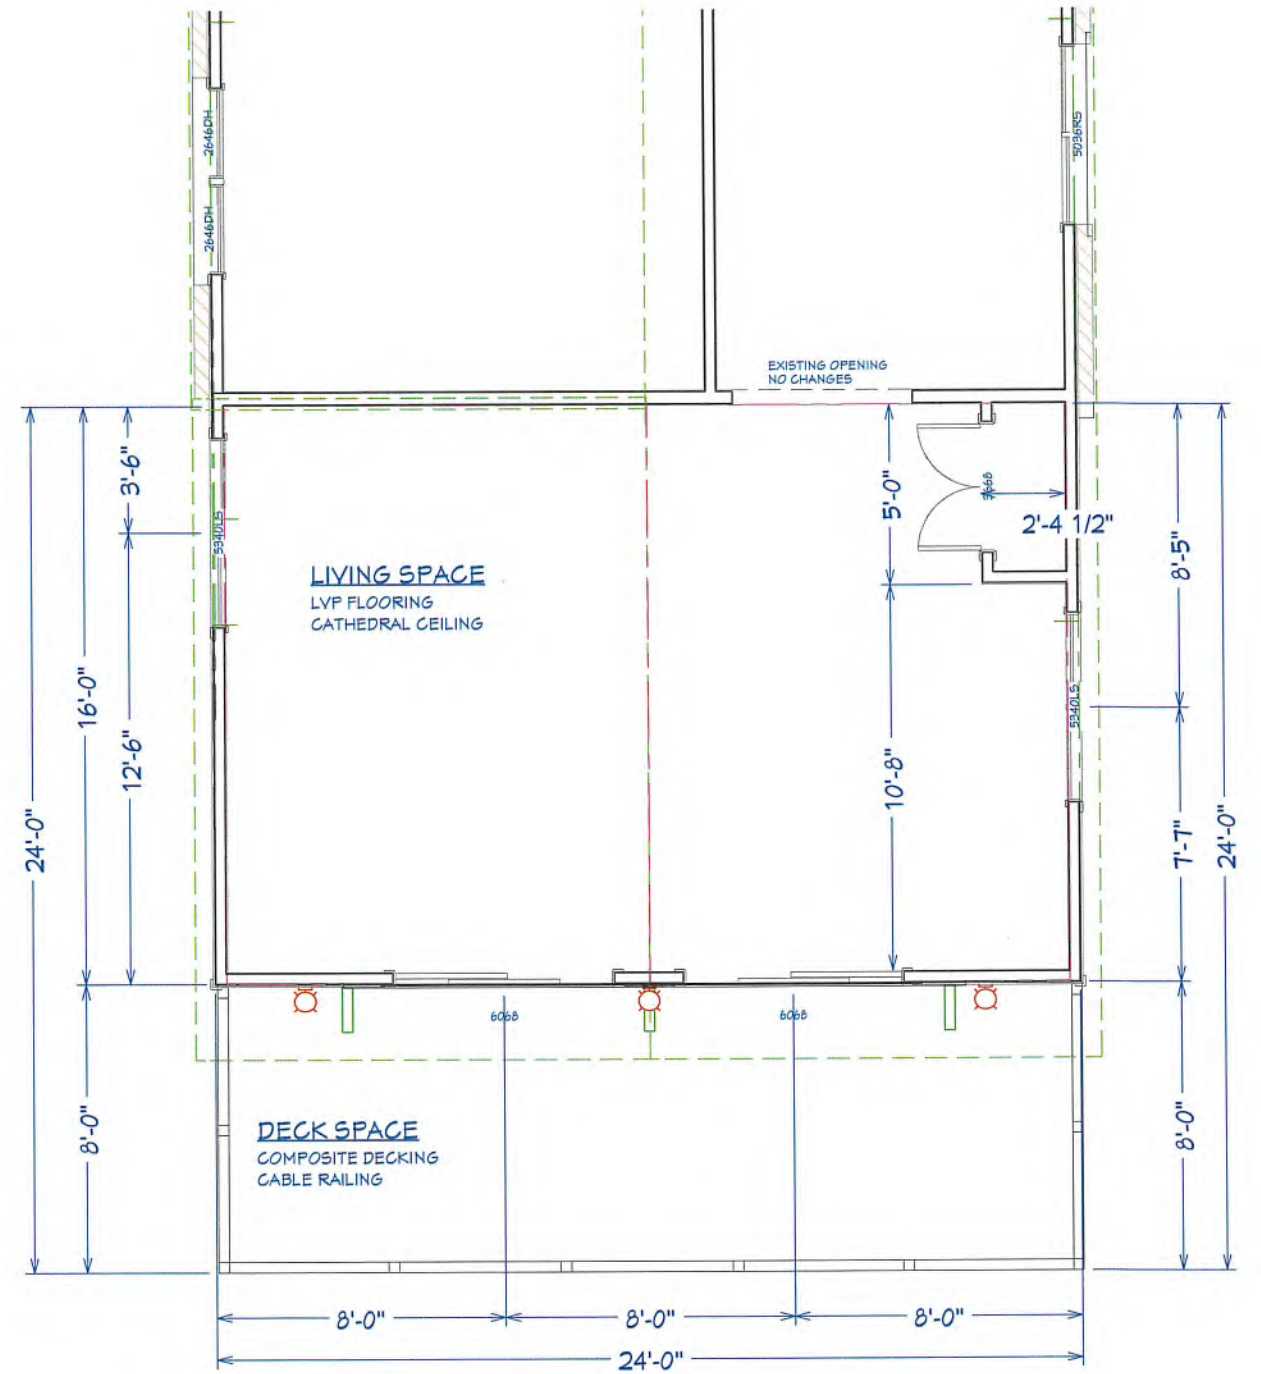 2646DH
5036RS
2646DH
EXISTING OPENING
NO CHANGES
3'-6"
5'-0"
2'-4 1/2"
5340LS
8'-5"
LIVING SPACE
LVP FLOORING
CATHEDRAL CEILING
16'-0"
12'-6"
5340LS
10'-8"
24'-0"
7'-7"
24'-0"
6068
6068
8'-0"
DECK SPACE
COMPOSITE DECKING
CABLE RAILING
8'-0"
8'-0"
8'-0"
8'-0"
24'-0"